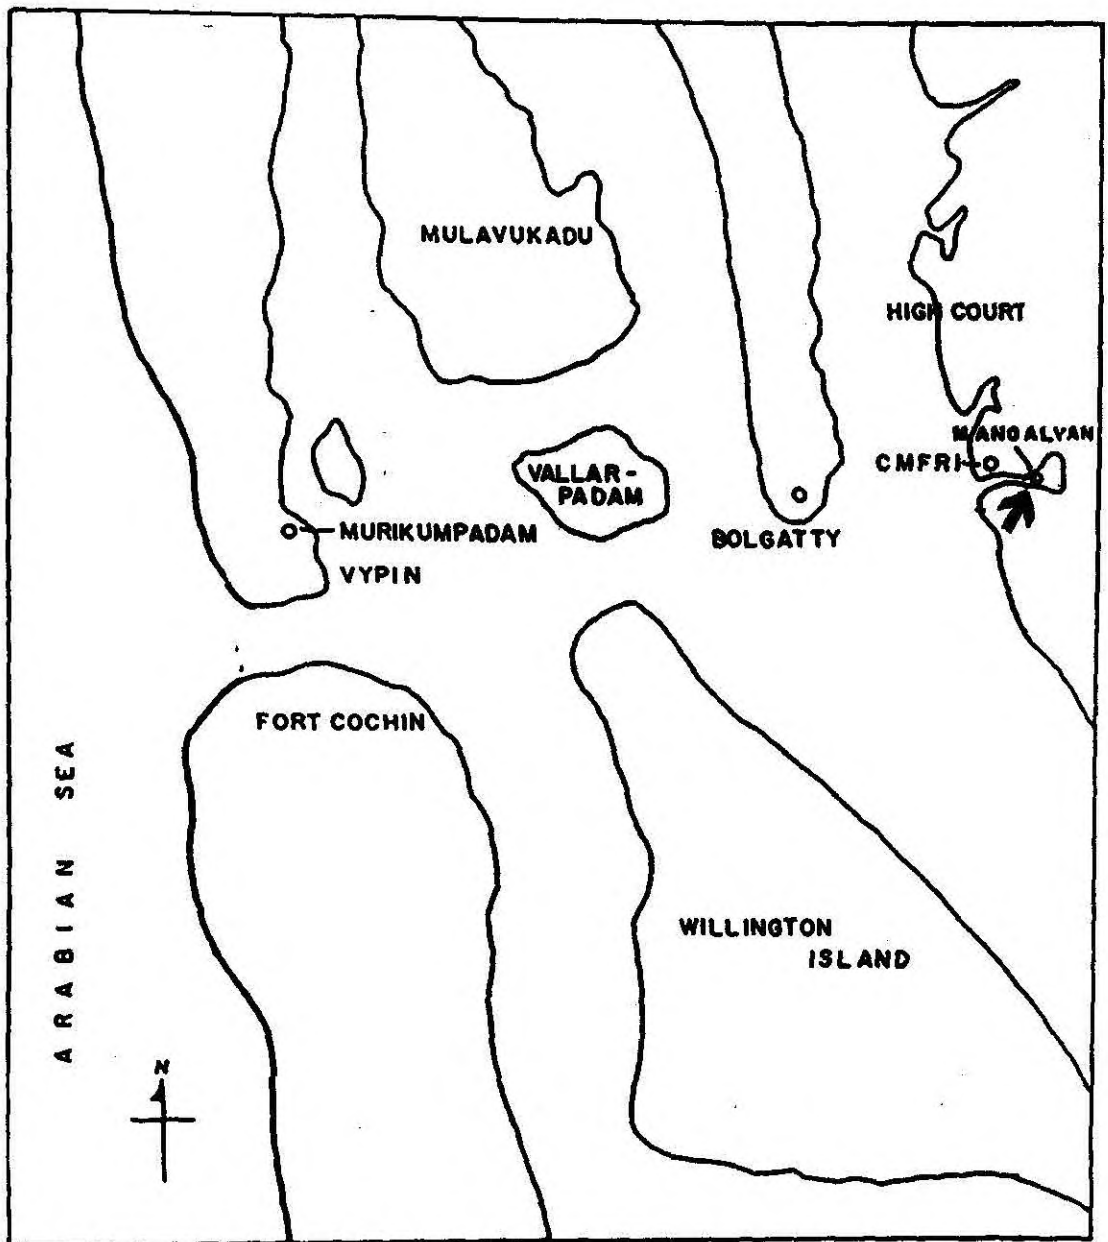 MULAVUKADU
HIGH COURT
MANGALVAN
CMFRI
VALLAR-
PADAM
MURIKUMPADAM
BOLGATTY
VYPIN
FORT COCHIN
ARABIAN SEA
WILLINGTON
ISLAND
N